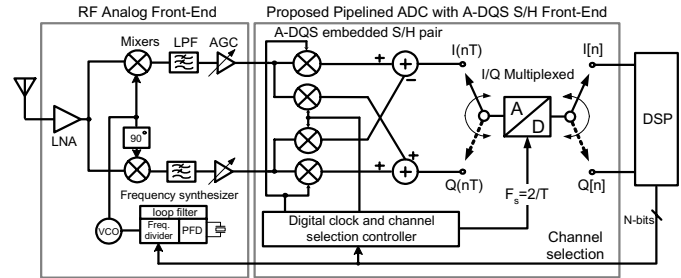 RF Analog Front-End
Proposed Pipelined ADC with A-DQS S/H Front-End
Mixers
LPF
AGC
A-DQS embedded S/H pair
I(nT)
I[n]
I/Q Multiplexed
+
+
−
LNA
90°
A
D
DSP
+
+
+
Q(nT)
Q[n]
Frequency synthesizer
Fs=2/T
loop filter
VCO
Freq. divider
PFD
Digital clock and channel
selection controller
Channel
selection
N-bits